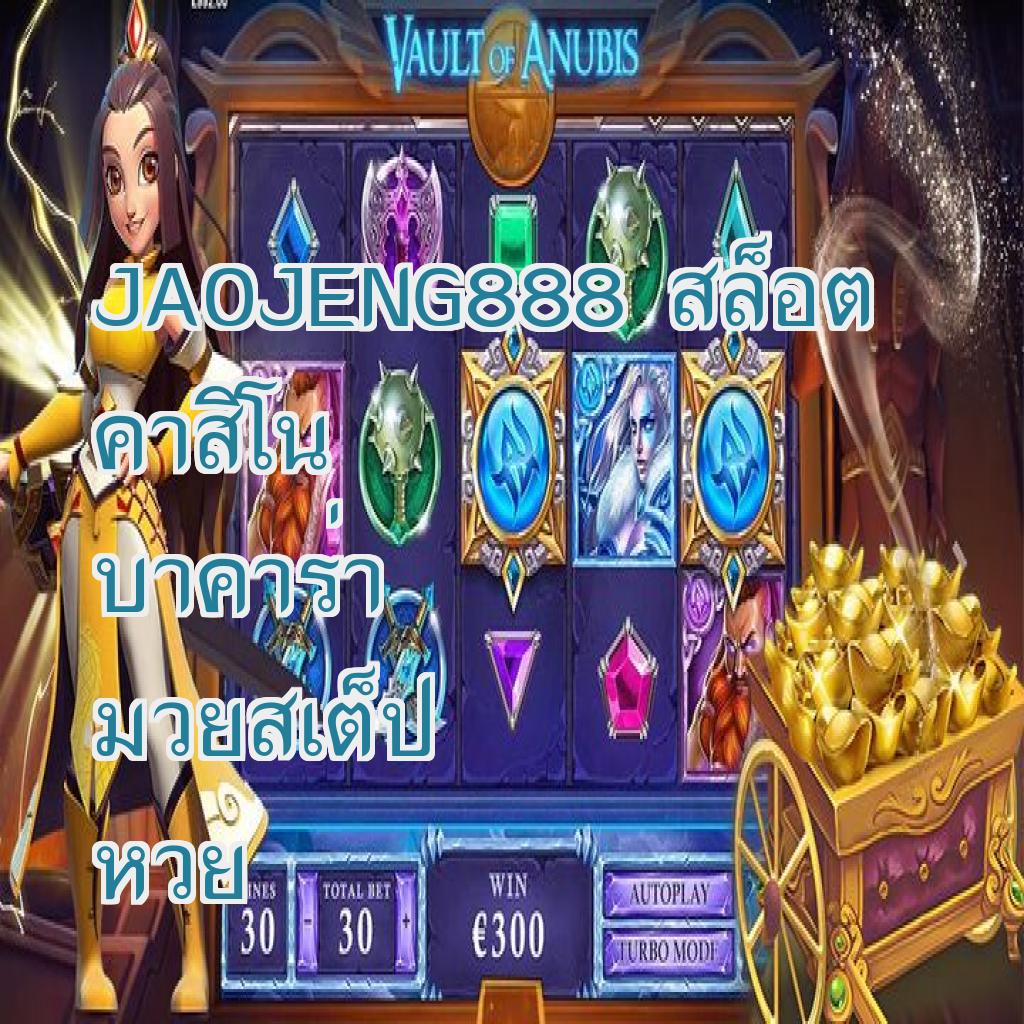 VAULT OF ANUBIS
JAOJENG888 สล็อต
คาสิโน
บาคาร่า
มวยสเต็ป
หวย
TOTAL BET
WIN
AUTOPLAY
30
30
€300
TURBO MODE